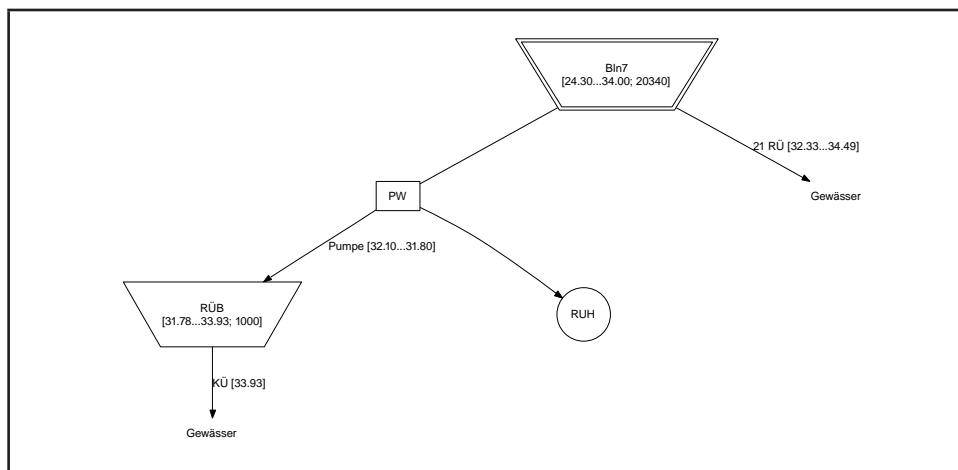 Bln7
[24.30...34.00; 20340]
21 RÜ [32.33...34.49]
Gewässer
PW
Pumpe [32.10...31.80]
RÜB
[31.78...33.93; 1000]
RUH
KÜ [33.93]
Gewässer